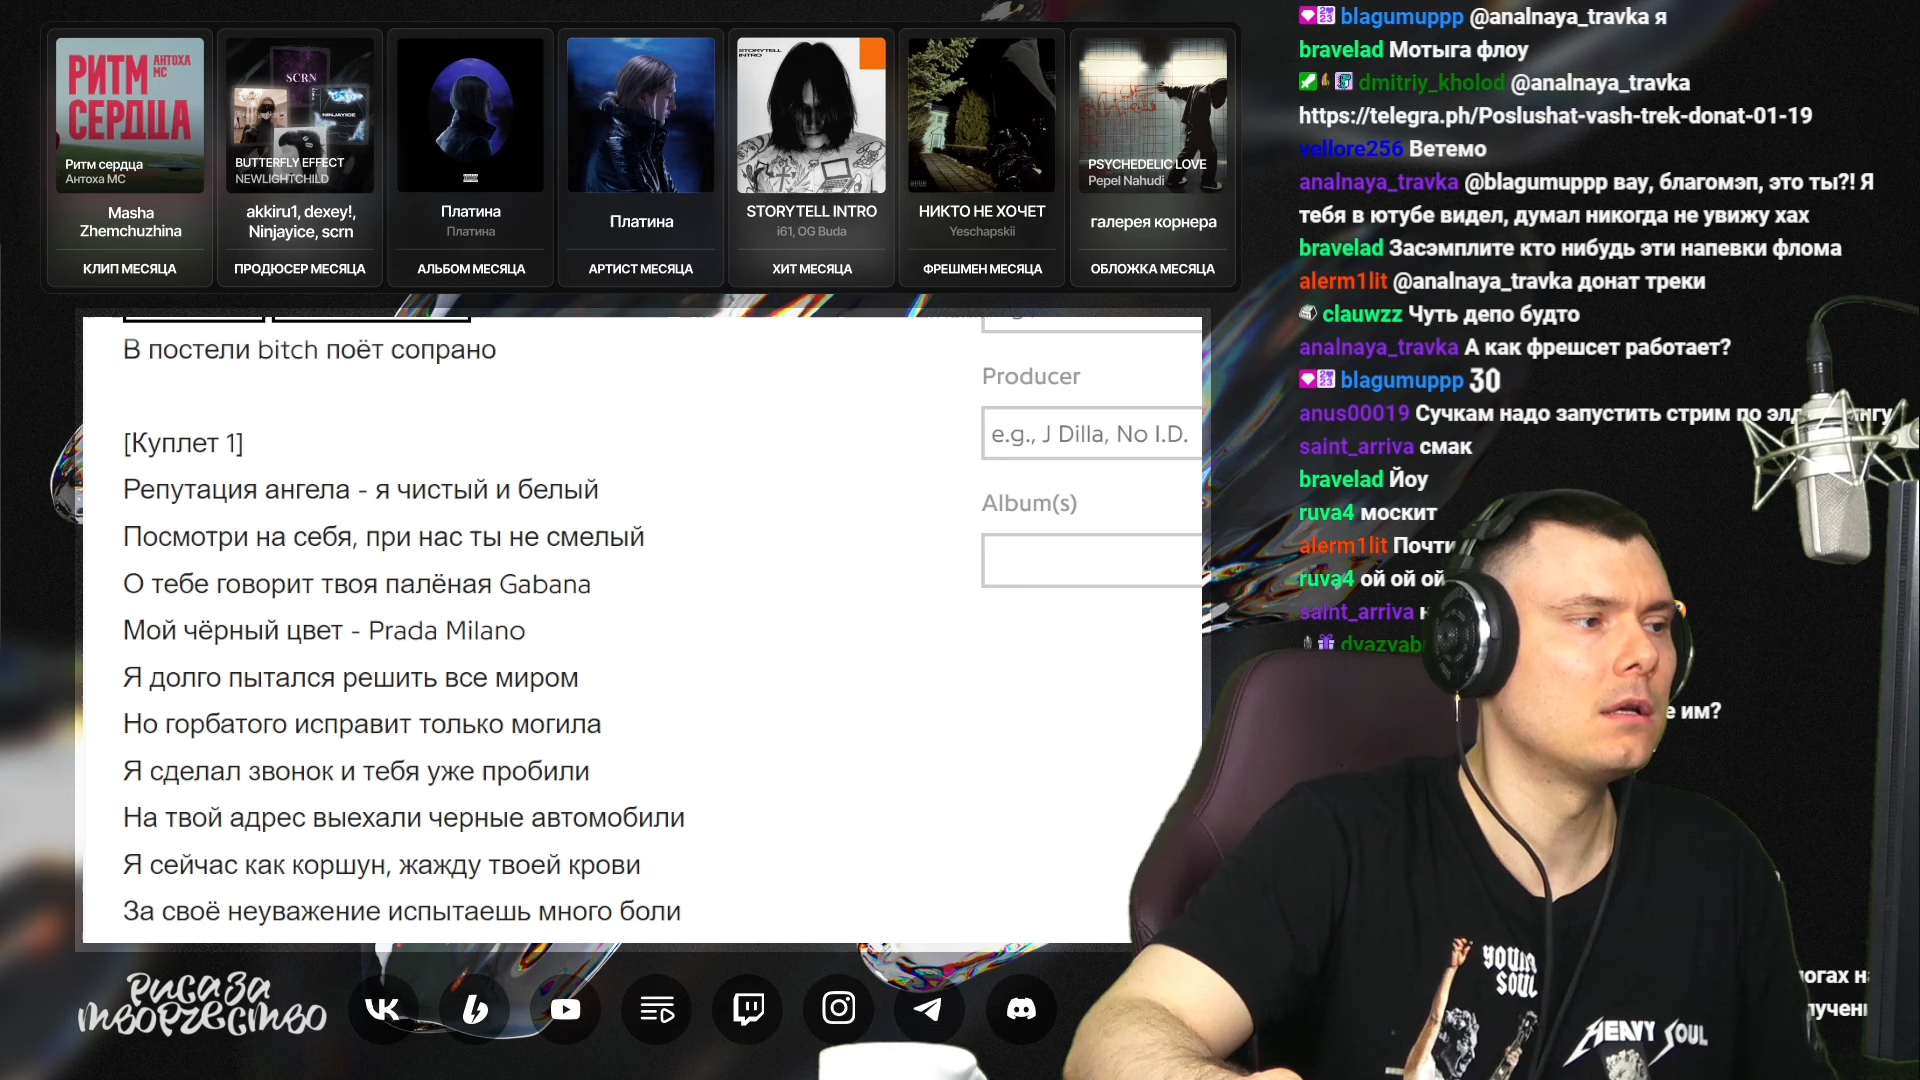 РИТМ АНТОХА МС
СЕРДЦА
Ритм сердца
Антоха МС
Masha
Zhemchuzhina
КЛИП МЕСЯЦА
SCRN
NINJAYICE
BUTTERFLY EFFECT
NEWLIGHTCHILD
akkiru1, dexey!,
Ninjayice, scrn
ПРОДЮСЕР МЕСЯЦА
Платина
Платина
АЛЬБОМ МЕСЯЦА
Платина
АРТИСТ МЕСЯЦА
STORYTELL
INTRO
STORYTELL INTRO
i61, OG Buda
ХИТ МЕСЯЦА
НИКТО НЕ ХОЧЕТ
Yeschapskii
ФРЕШМЕН МЕСЯЦА
PSYCHEDELIC LOVE
Pepel Nahudi
галерея корнера
ОБЛОЖКА МЕСЯЦА
В постели bitch поёт сопрано
[Куплет 1]
Репутация ангела - я чистый и белый
Посмотри на себя, при нас ты не смелый
О тебе говорит твоя палёная Gabana
Мой чёрный цвет - Prada Milano
Я долго пытался решить все миром
Но горбатого исправит только могила
Я сделал звонок и тебя уже пробили
На твой адрес выехали черные автомобили
Я сейчас как коршун, жажду твоей крови
За своё неуважение испытаешь много боли
Producer
e.g., J Dilla, No I.D.
Album(s)
blagumuppp @analnaya_travka я
bravelad Мотыга флоу
dmitriy_kholod @analnaya_travka
https://telegra.ph/Poslushat-vash-trek-donat-01-19
vellore256 Ветемо
analnaya_travka @blagumuppp вау, благомэп, это ты?! Я
тебя в ютубе видел, думал никогда не увижу хах
bravelad Засэмплите кто нибудь эти напевки флома
alerm1lit @analnaya_travka донат треки
clauwzz Чуть депо будто
analnaya_travka А как фрешсет работает?
blagumuppp 30
anus00019 Сучкам надо запустить стрим по
saint_arriva смак
bravelad Йоу
ruva4 москит
alerm1lit Почти
ruva4 ой ой ой
saint_arriva
им?
РИСАЗА
ТВОРЧЕСТВО
YOUR
SOUL
HEAVY SOUL